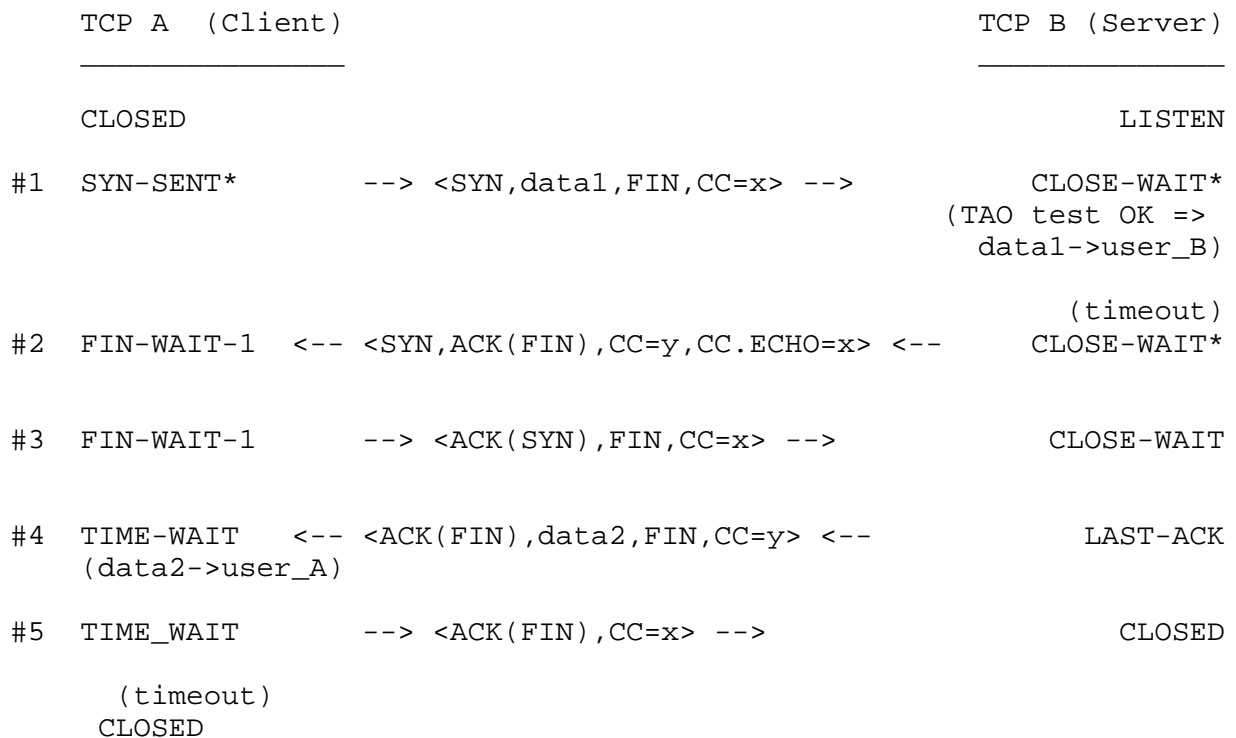 TCP A  (Client)                                    TCP B (Server)
_______________                                    ______________
CLOSED                                                     LISTEN
#1  SYN-SENT*       --> <SYN,data1,FIN,CC=x> -->          CLOSE-WAIT*
(TAO test OK =>
data1->user_B)
(timeout)
#2  FIN-WAIT-1  <-- <SYN,ACK(FIN),CC=y,CC.ECHO=x> <--     CLOSE-WAIT*
#3  FIN-WAIT-1      --> <ACK(SYN),FIN,CC=x> -->            CLOSE-WAIT
#4  TIME-WAIT   <-- <ACK(FIN),data2,FIN,CC=y> <--            LAST-ACK
(data2->user_A)
#5  TIME_WAIT       --> <ACK(FIN),CC=x> -->                    CLOSED
(timeout)
CLOSED